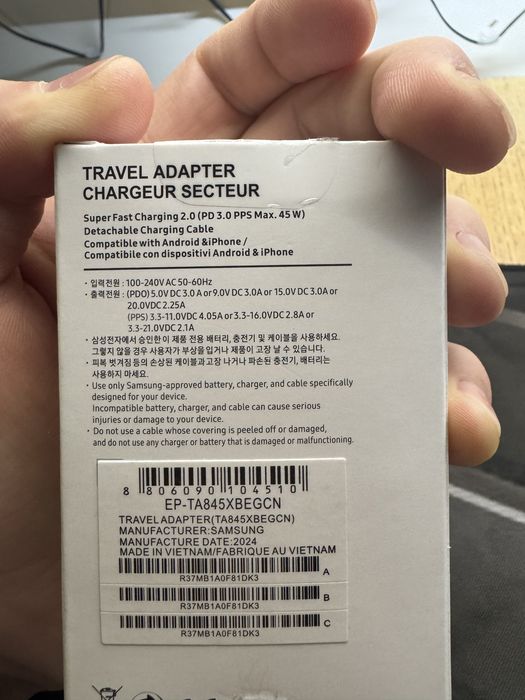 TRAVEL ADAPTER
CHARGEUR SECTEUR
Super Fast Charging 2.0 (PD 3.0 PPS Max. 45 W)
Detachable Charging Cable
Compatible with Android &iPhone /
Compatibile con dispositivi Android & iPhone
· 입력전원 : 100-240V AC 50-60Hz
· 출력전원 : (PDO) 5.0V DC 3.0 A or 9.0V DC 3.0 A or 15.0V DC 3.0A or
20.0VDC 2.25A
(PPS) 3.3-11.0VDC 4.05A or 3.3-16.0VDC 2.8A or
3.3-21.0VDC 2.1A
· 삼성전자에서 승인한 이 제품 전용 배터리, 충전기 및 케이블을 사용하세요.
그렇지 않을 경우 사용자가 부상을 입거나 제품이 고장 날 수 있습니다.
· 피복 벗겨짐등의 손상된 케이블과 고장 나거나 파손된 충전기, 배터리는
사용하지 마세요.
· Use only Samsung-approved battery, charger, and cable specifically
designed for your device.
Incompatible battery, charger, and cable can cause serious
injuries or damage to your device.
· Do not use a cable whose covering is peeled off or damaged,
and do not use any charger or battery that is damaged or malfunctioning.
8 806090 104510
EP-TA845XBEGCN
TRAVEL ADAPTER(TA845XBEGCN)
MANUFACTURER:SAMSUNG
MANUFACTURE DATE:2024
MADE IN VIETNAM/FABRIQUE AU VIETNAM
A
R37MB1A0F81DK3
B
R37MB1A0F81DK3
C
R37MB1A0F81DK3